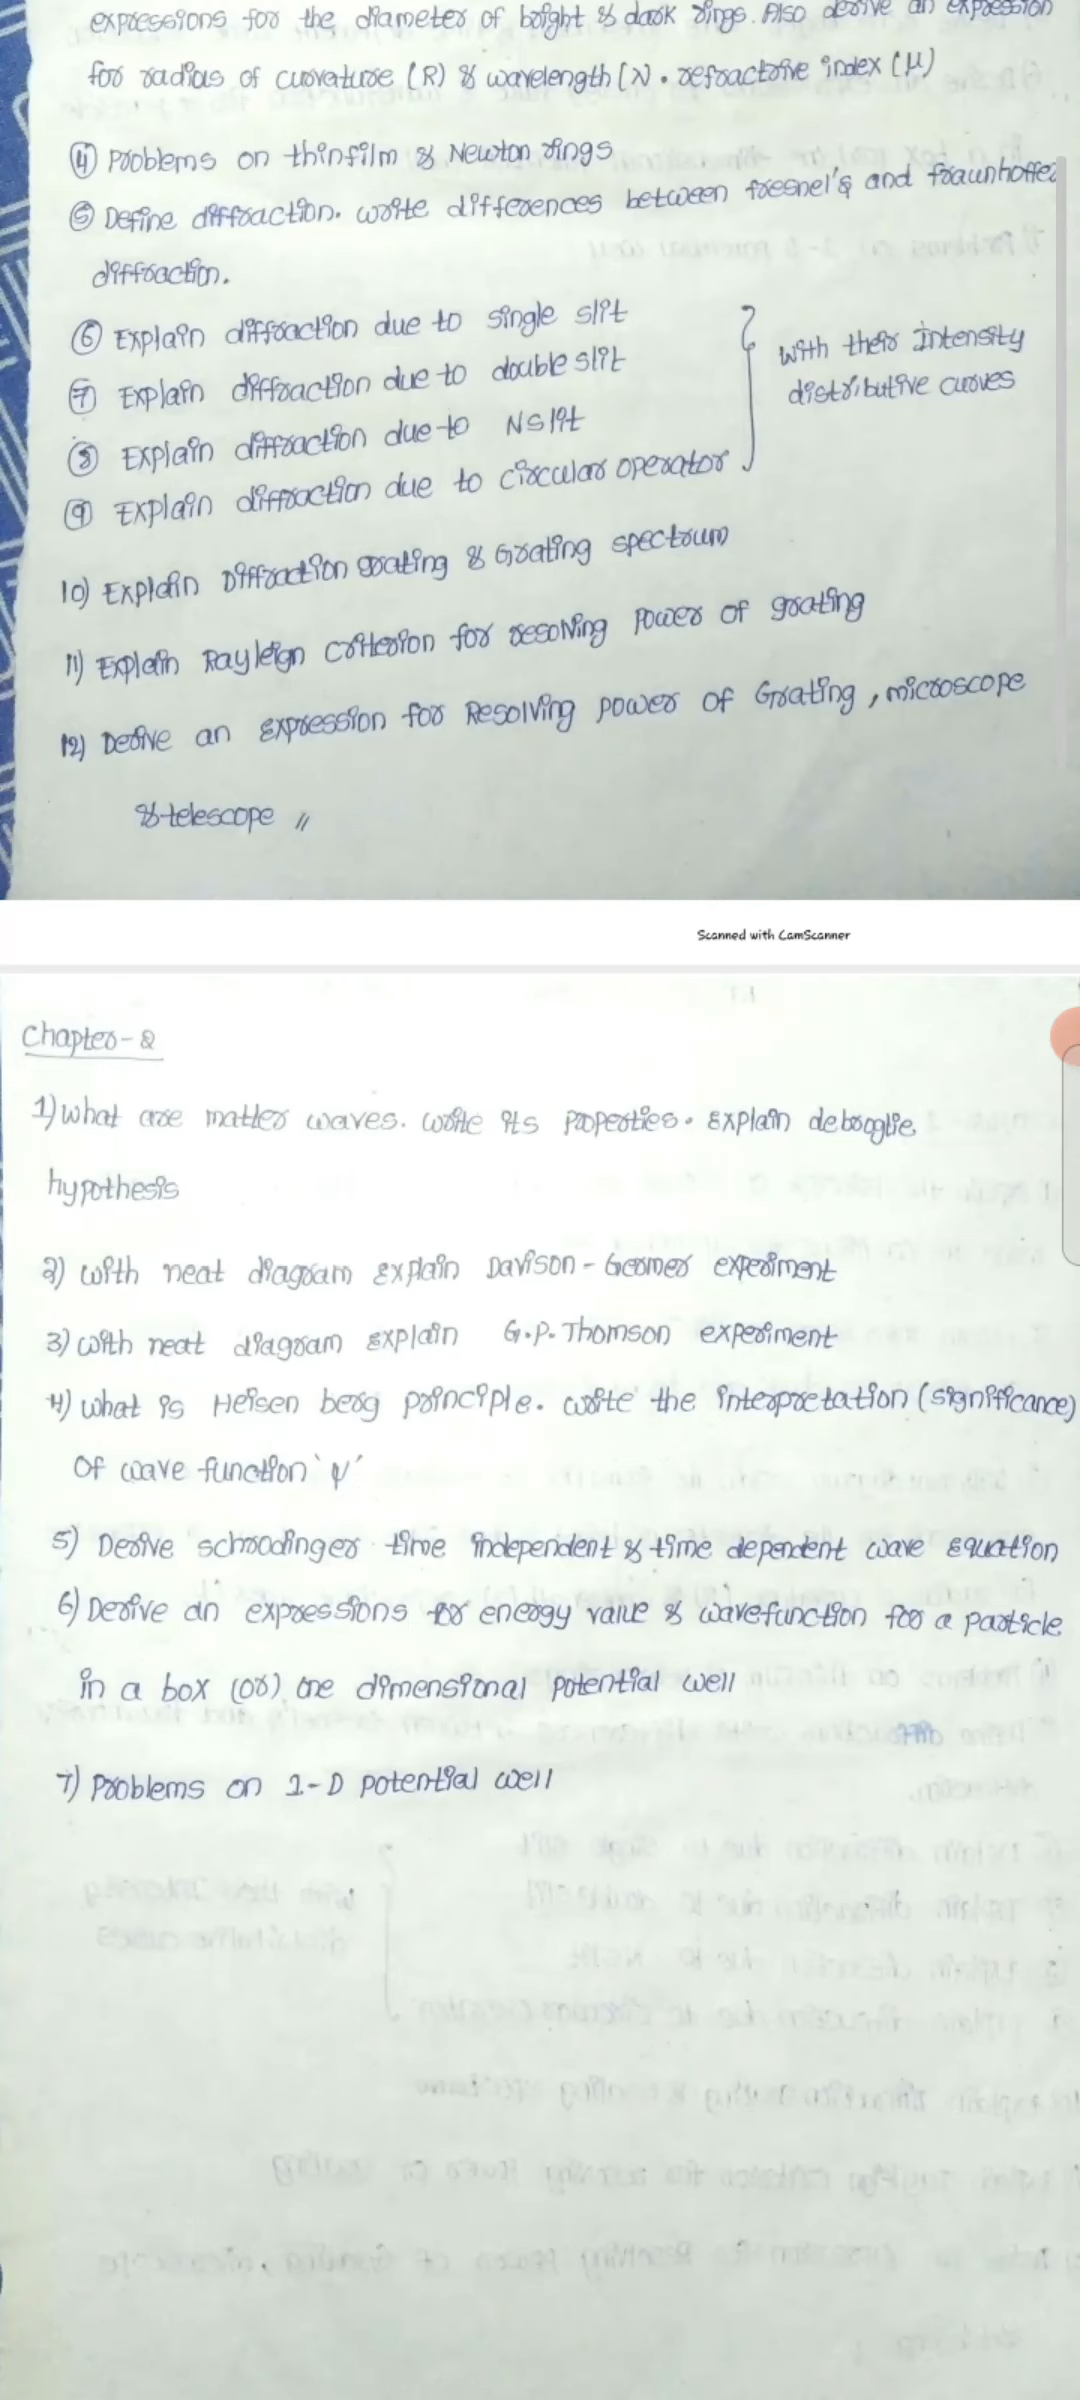 expressions for the diameter of bright & dark rings. Also derive an expression
for radius of curvature (R) & wavelength (λ . refractive index (μ)
④ Problems on thinfilm & Newton rings
⑤ Define diffraction. write differences between fresnel's and fraunhoffer
diffraction.
⑥ Explain diffraction due to single slit
⑦ Explain diffraction due to double slit
⑧ Explain diffraction due to N slit
⑨ Explain diffraction due to circular operator
with their Intensity
distributive curves
10) Explain Diffraction grating & Grating spectrum
11) Explain Rayleign criterion for resolving power of grating
12) Derive an expression for Resolving power of Grating, microscope
& telescope //
Scanned with CamScanner
Chapter-2
1) what are matter waves. write its properties. Explain debroglie
hypothesis
2) with neat diagram explain Davison - Germer experiment
3) with neat diagram explain G.P. Thomson experiment
4) what is Heisen berg principle. write the interpretation (significance)
Of wave function 'ψ'
5) Derive schrodinger time independent & time dependent wave Equation
6) Derive an expressions for energy value & wavefunction for a particle
in a box (or) one dimensional potential well
7) Problems on 1-D potential well